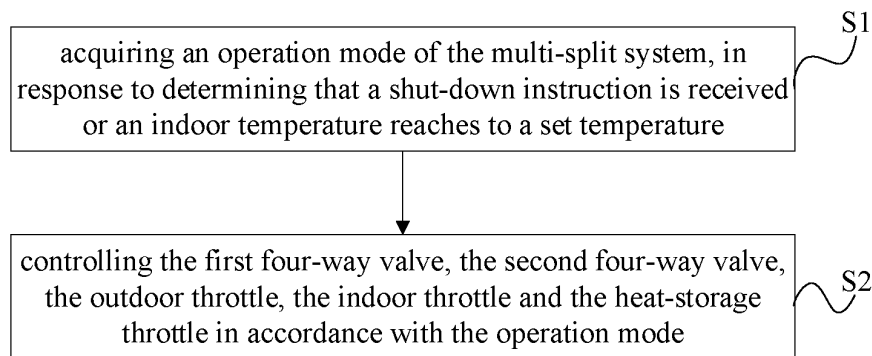 S1
acquiring an operation mode of the multi-split system, in
response to determining that a shut-down instruction is received
or an indoor temperature reaches to a set temperature
controlling the first four-way valve, the second four-way valve,
the outdoor throttle, the indoor throttle and the heat-storage
throttle in accordance with the operation mode
S2